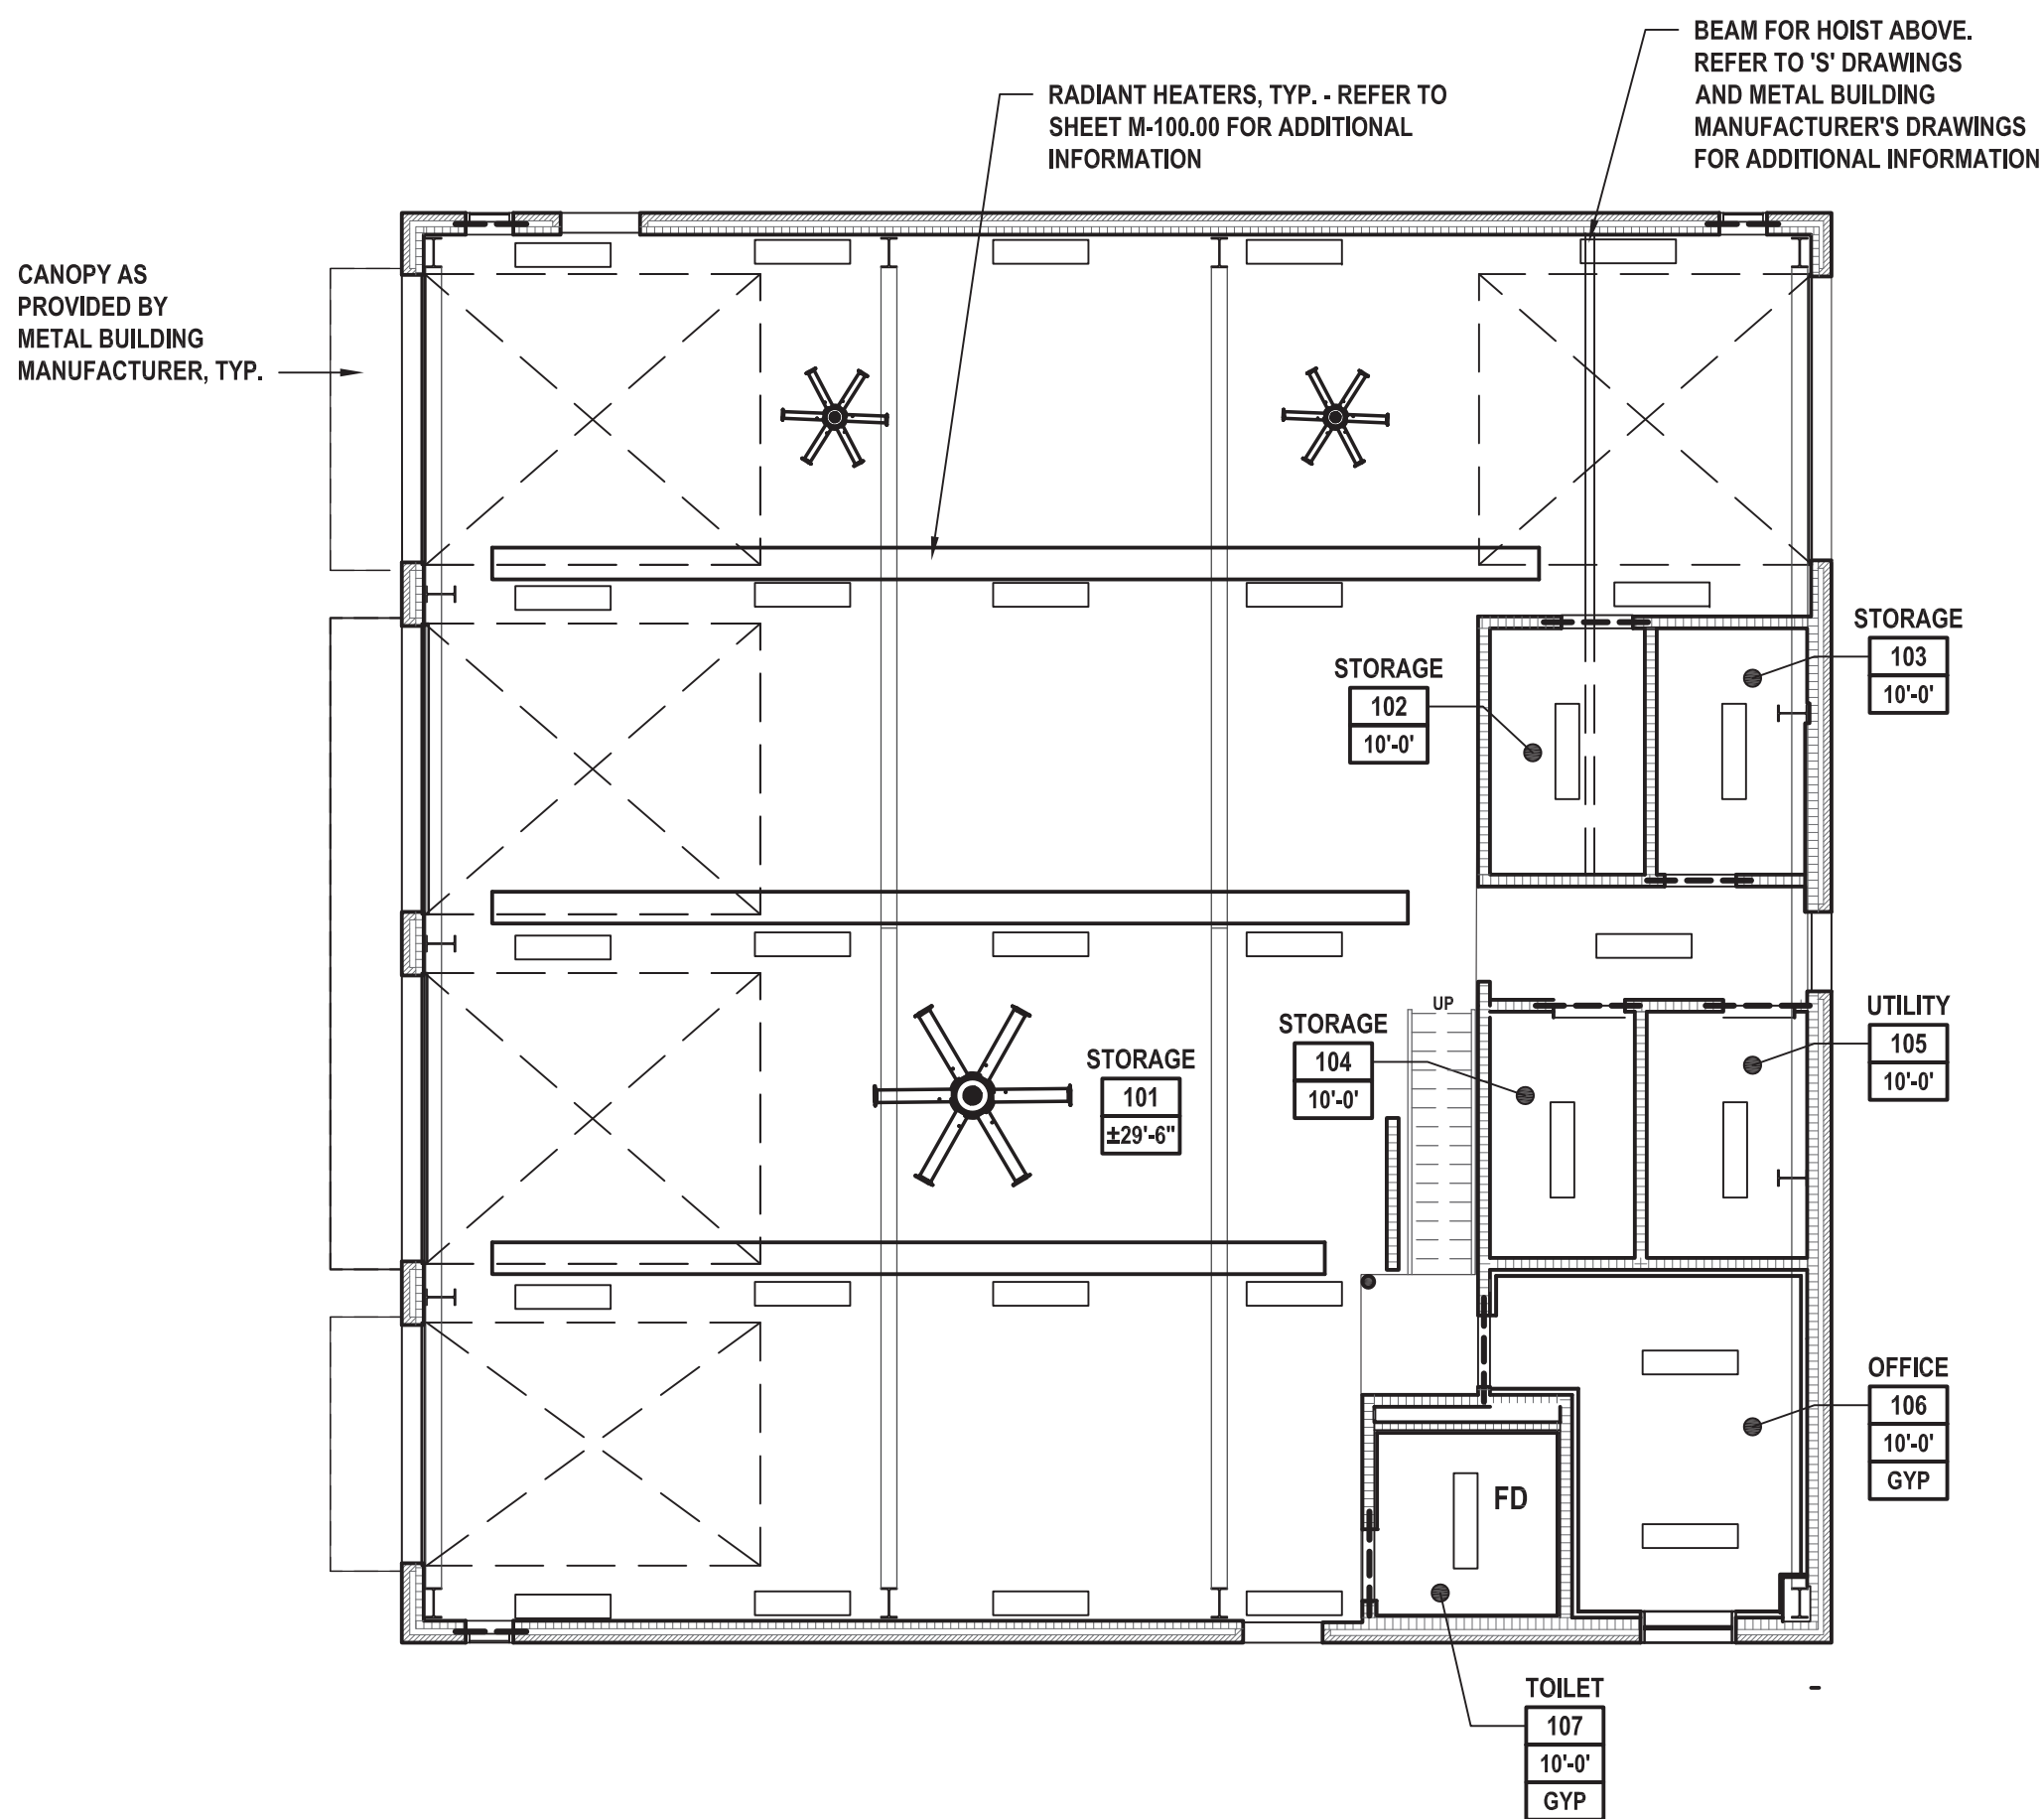 BEAM FOR HOIST ABOVE.
REFER TO 'S' DRAWINGS
AND METAL BUILDING
MANUFACTURER'S DRAWINGS
FOR ADDITIONAL INFORMATION
RADIANT HEATERS, TYP. - REFER TO
SHEET M-100.00 FOR ADDITIONAL
INFORMATION
CANOPY AS
PROVIDED BY
METAL BUILDING
MANUFACTURER, TYP.
STORAGE
103
10'-0'
STORAGE
102
10'-0'
UP
UTILITY
105
10'-0'
STORAGE
104
10'-0'
STORAGE
101
±29'-6"
OFFICE
106
10'-0'
GYP
FD
TOILET
107
10'-0'
GYP